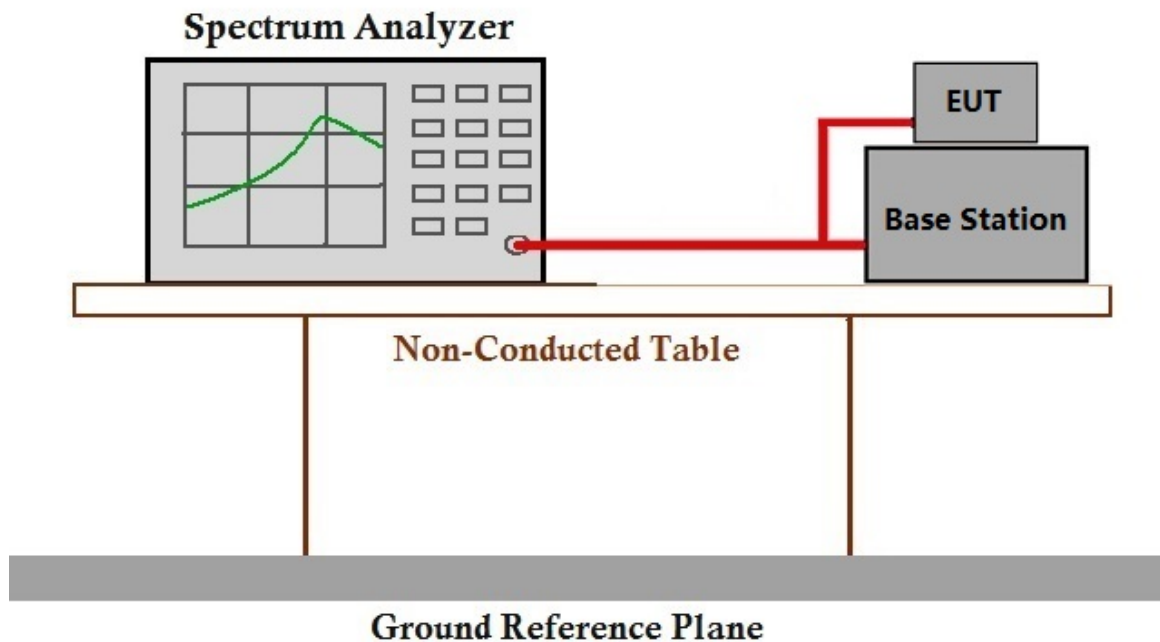 Spectrum Analyzer
EUT
Base Station
Non-Conducted Table
Ground Reference Plane